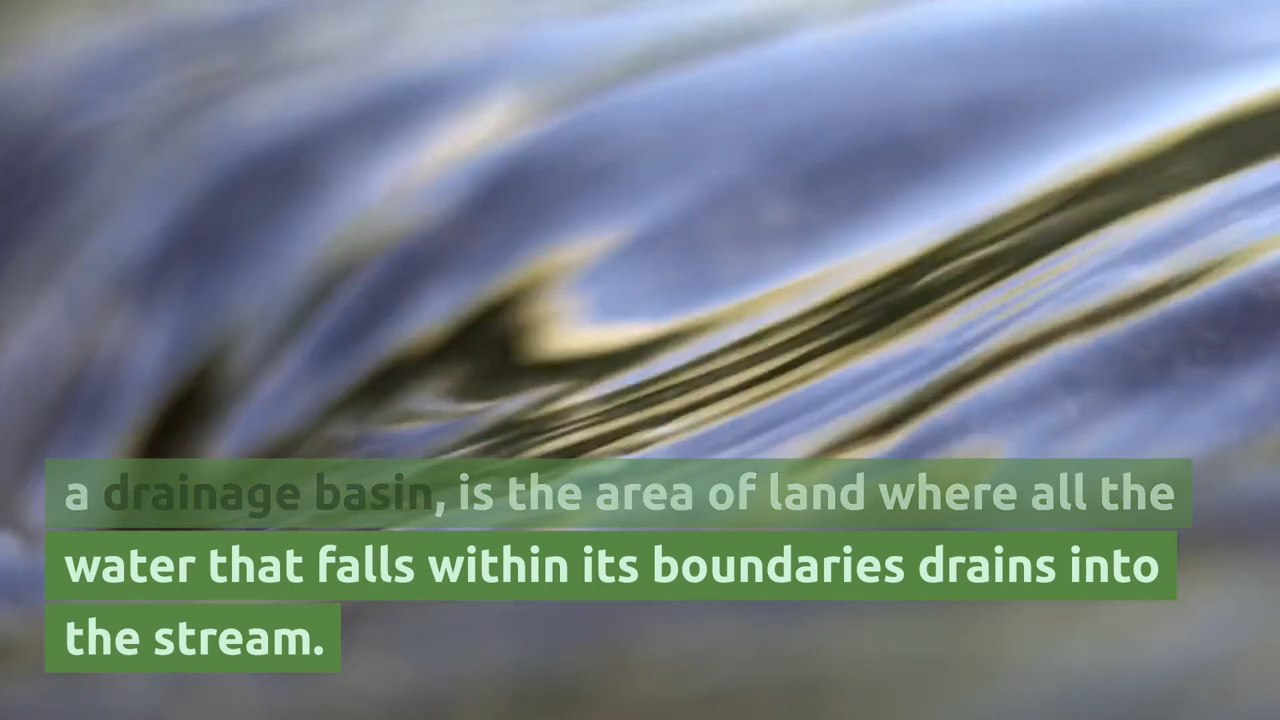 a drainage basin, is the area of land where all the
water that falls within its boundaries drains into
the stream.